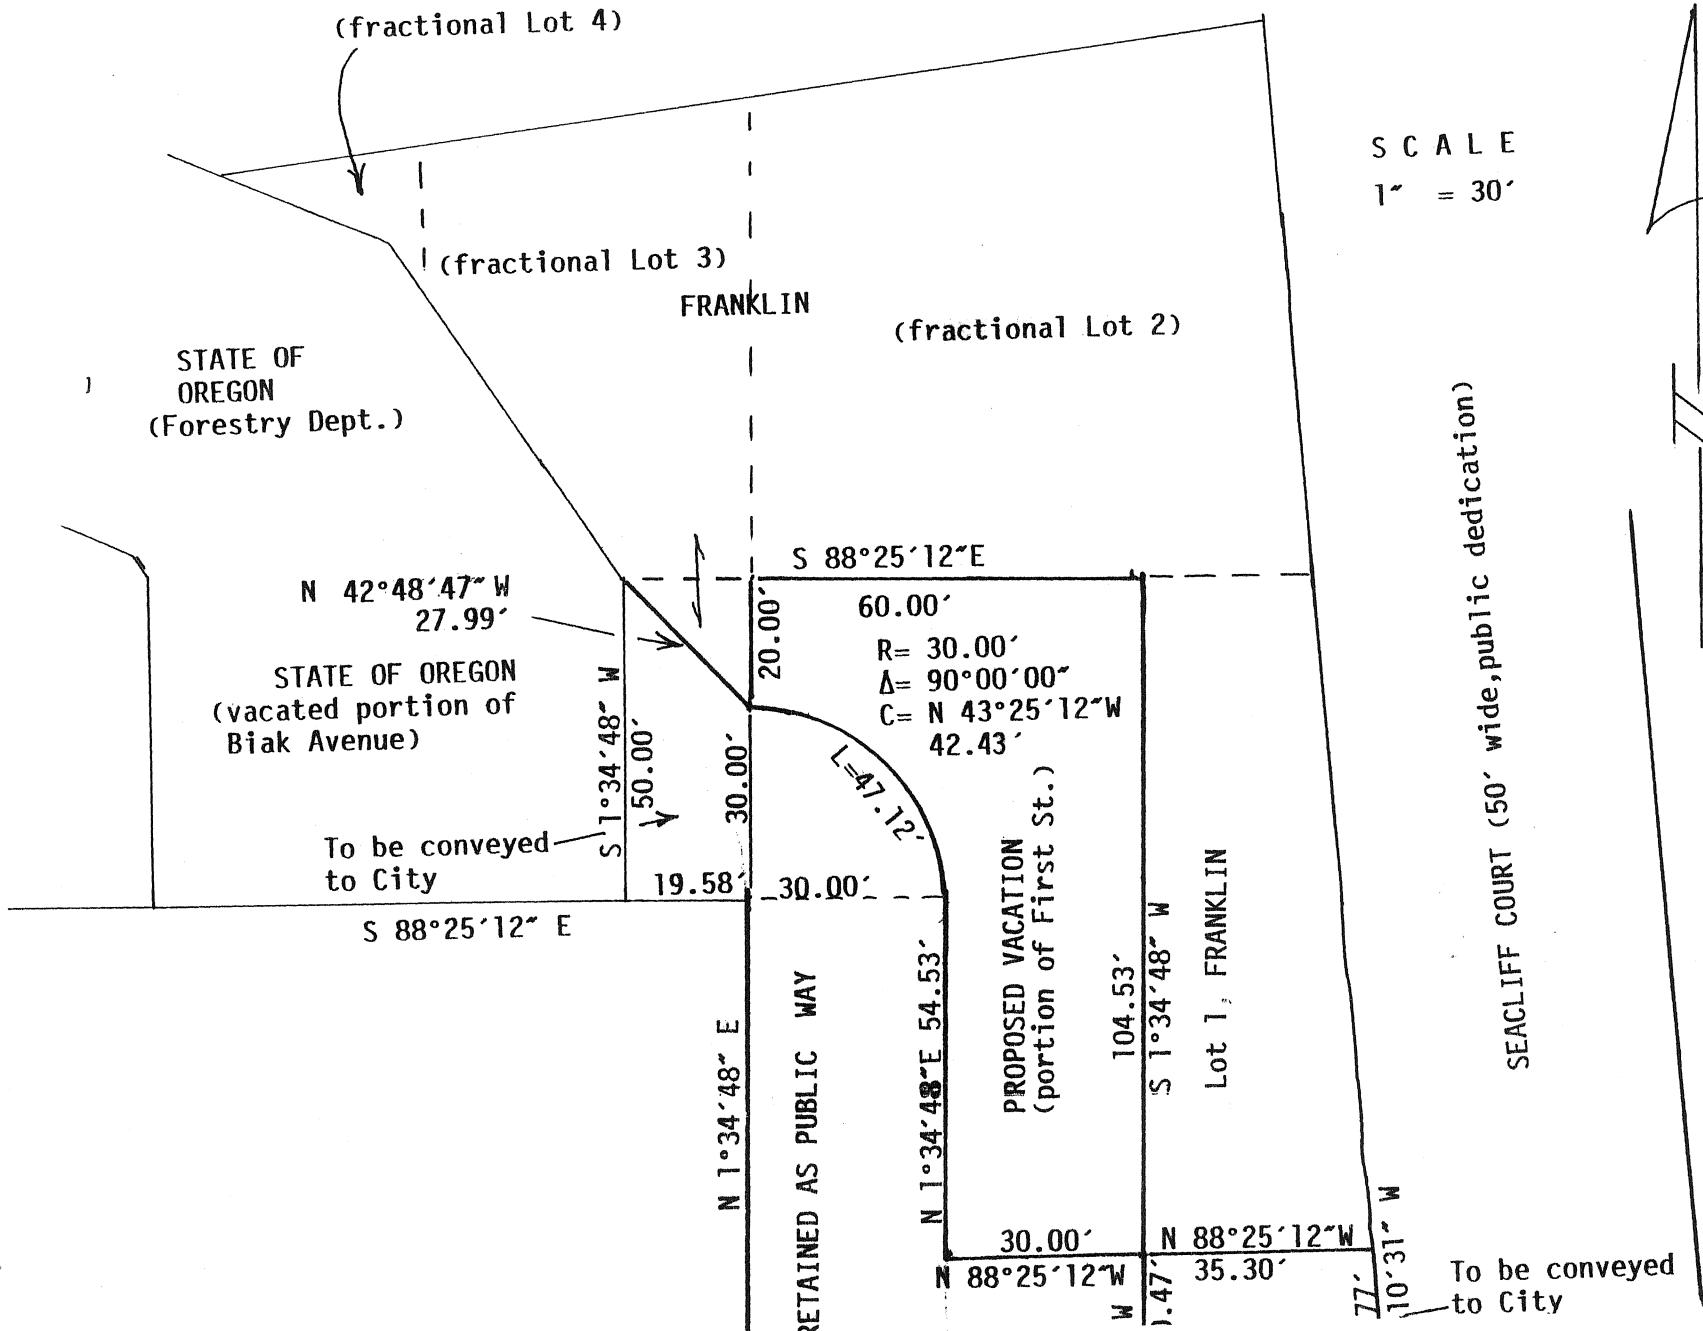 (fractional Lot 4)
SCALE
1" = 30'
(fractional Lot 3)
FRANKLIN
(fractional Lot 2)
STATE OF
OREGON
(Forestry Dept.)
S 88°25'12"E
60.00'
N 42°48'47" W
27.99'
20.00'
R= 30.00'
Δ= 90°00'00"
C= N 43°25'12"W
42.43'
STATE OF OREGON
(vacated portion of
Biak Avenue)
S 1°34'48" W
50.00'
30.00'
L=47.12'
To be conveyed
to City
19.58'
30.00'
S 88°25'12" E
N 1°34'48" E
RETAINED AS PUBLIC WAY
N 1°34'48"E 54.53'
PROPOSED VACATION
(portion of First St.)
104.53'
S 1°34'48" W
Lot 1, FRANKLIN
SEACLIFF COURT (50' wide,public dedication)
30.00'
N 88°25'12"W
N 88°25'12"W
35.30'
W
.47'
77'
10'31" W
To be conveyed
to City